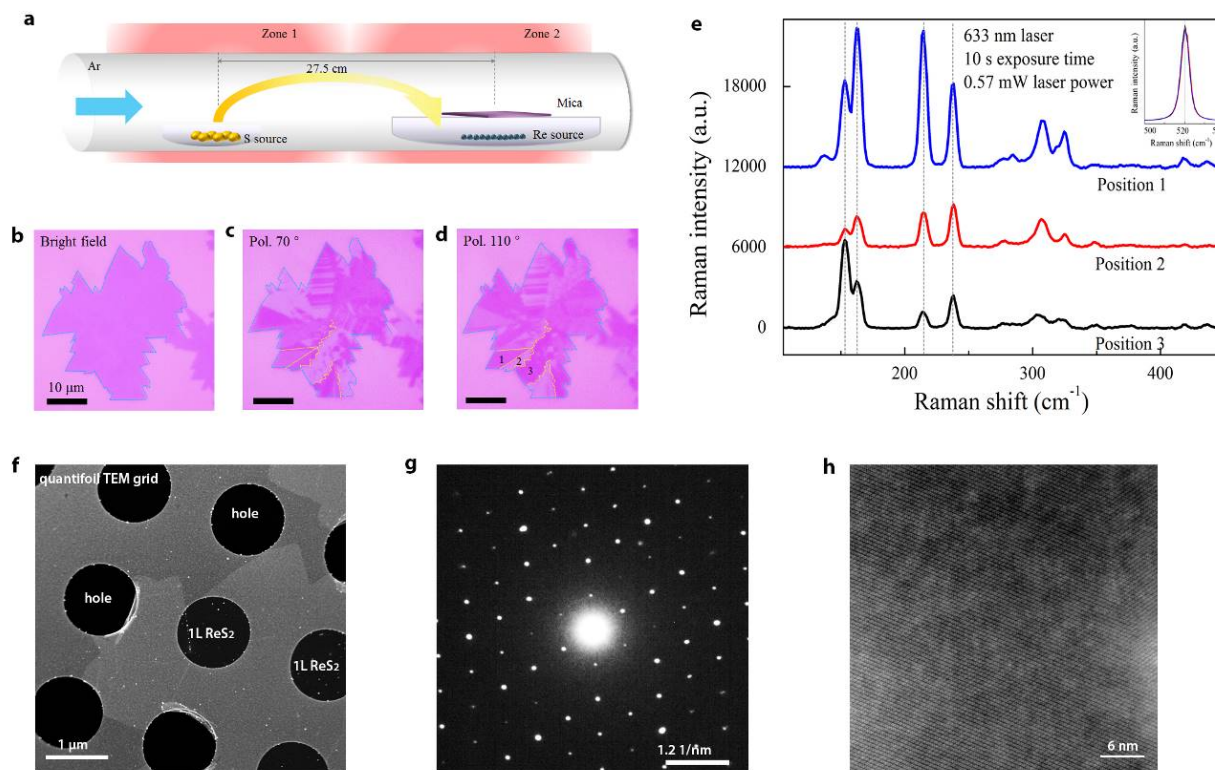 a
Zone 1
Zone 2
Ar
27.5 cm
Mica
S source
Re source
b
Bright field
10 μm
c
Pol. 70 °
d
Pol. 110 °
1
2
3
e
633 nm laser
10 s exposure time
0.57 mW laser power
Raman intensity (a.u.)
500
520
5
Raman shift (cm⁻¹)
18000
12000
6000
0
Raman intensity (a.u.)
Position 1
Position 2
Position 3
200
300
400
Raman shift (cm⁻¹)
f
quantifoil TEM grid
hole
hole
1L ReS₂
1L ReS₂
1 μm
g
1.2 1/nm
h
6 nm